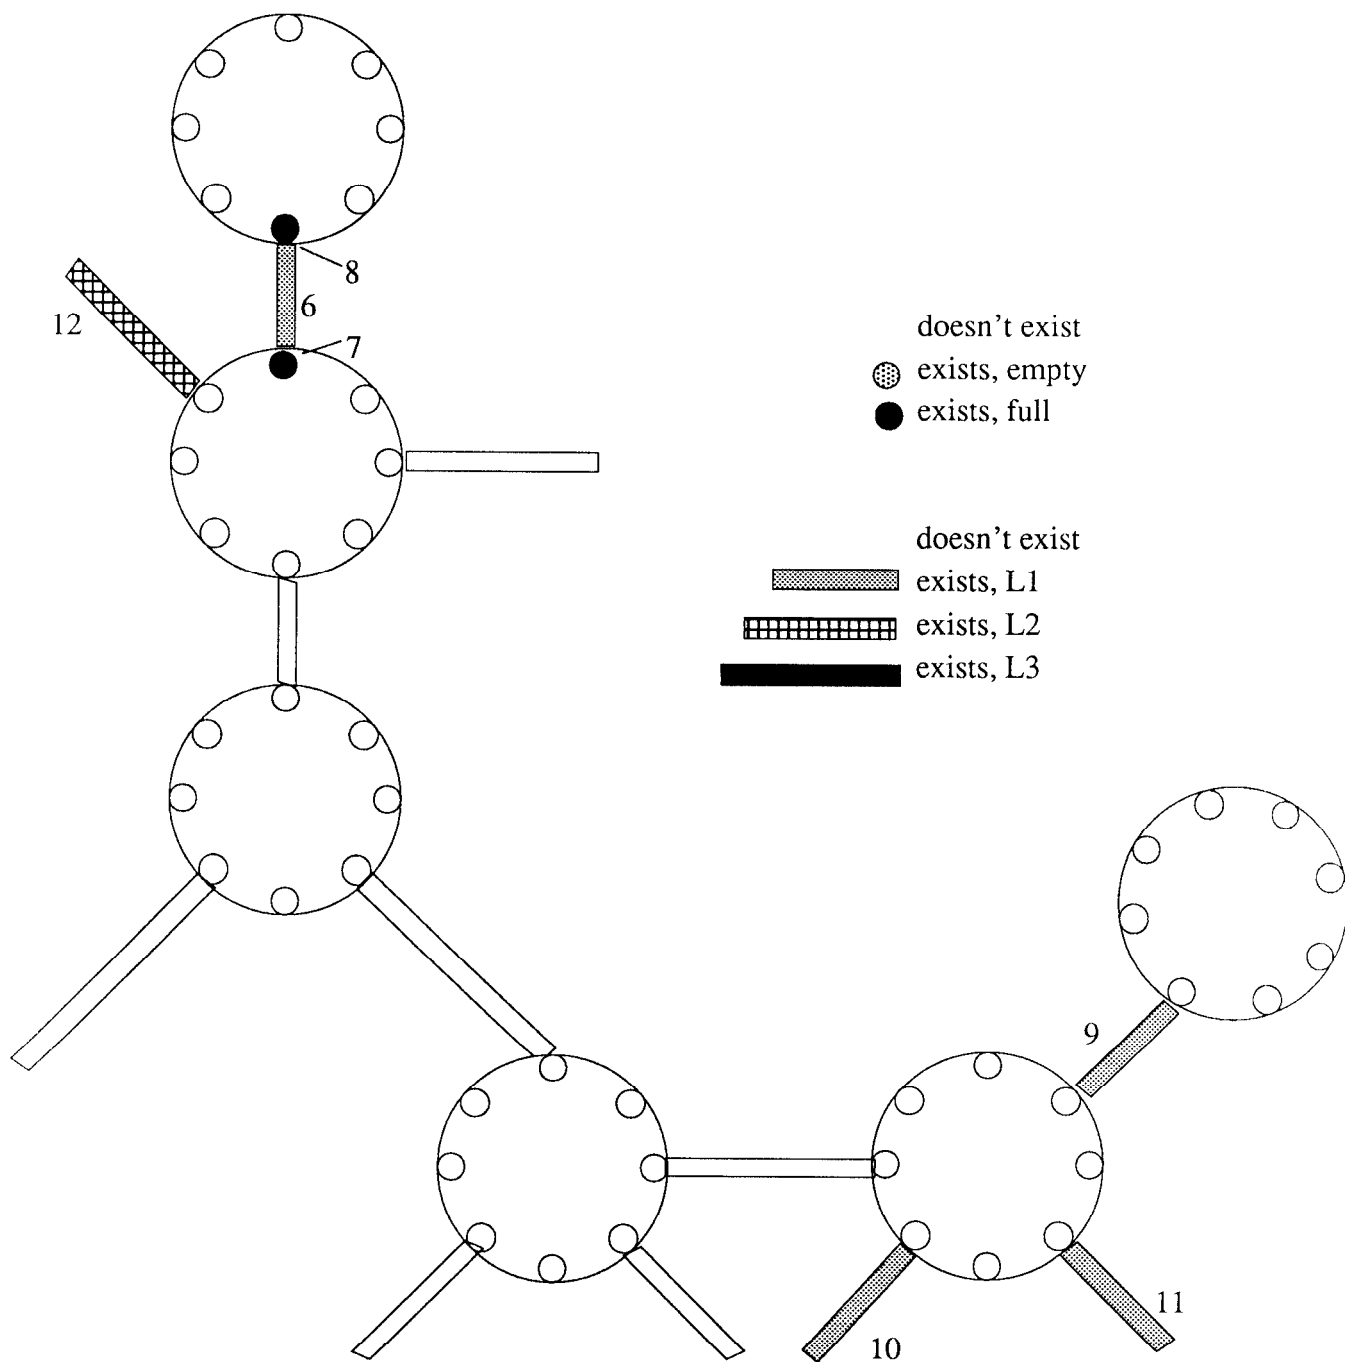 8
6
12
7
doesn't exist
exists, empty
exists, full
doesn't exist
exists, L1
exists, L2
exists, L3
9
11
10